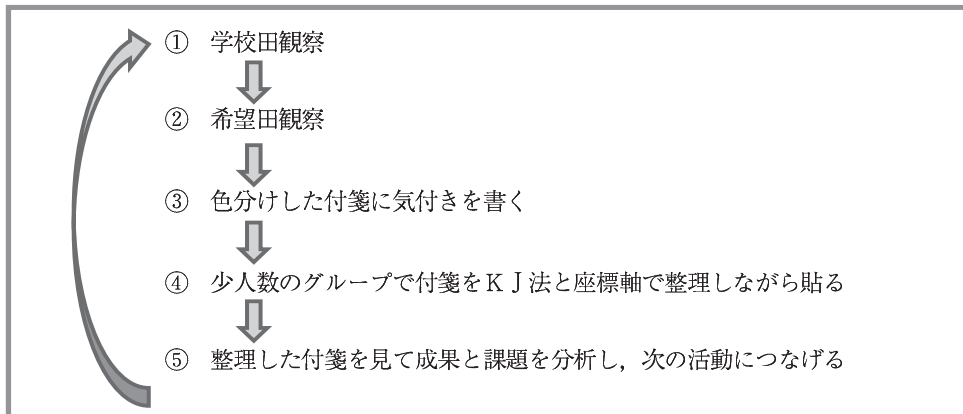 ① 学校田観察
② 希望田観察
③ 色分けした付箋に気付きを書く
④ 少人数のグループで付箋をＫＪ法と座標軸で整理しながら貼る
⑤ 整理した付箋を見て成果と課題を分析し，次の活動につなげる